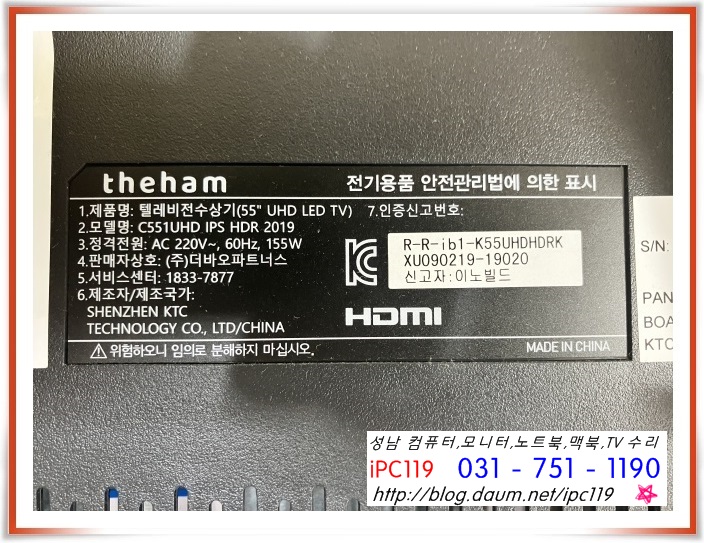 theham
전기용품 안전관리법에 의한 표시
1.제품명: 텔레비전수상기(55" UHD LED TV)
2.모델명: C551UHD IPS HDR 2019
3.정격전원: AC 220V~, 60Hz, 155W
4.판매자상호: (주)더바오파트너스
5.서비스센터: 1833-7877
6.제조자/제조국가:
SHENZHEN KTC
TECHNOLOGY CO., LTD/CHINA
7.인증신고번호:
R-R-ib1-K55UHDHDRK
XU090219-19020
신고자:이노빌드
HDMI
⚠ 위험하오니 임의로 분해하지 마십시오.
MADE IN CHINA
S/N:
PAN
BOA
KTC
성남 컴퓨터,모니터,노트북,맥북,TV 수리
iPC119 031 - 751 - 1190
http://blog.daum.net/ipc119